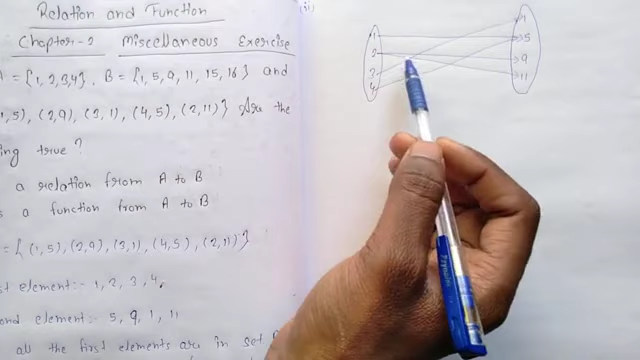 Relation and Function
Chapter-2 Miscellaneous Exercise
A = {1, 2, 3, 4}, B = {1, 5, 9, 11, 15, 16} and
1, 5), (2, 9), (3, 1), (4, 5), (2, 11)} Are the
ing true?
a relation from A to B
s a function from A to B
= {(1, 5), (2, 9), (3, 1), (4, 5), (2, 11)}
st element:- 1, 2, 3, 4.
ond element:- 5, 9, 1, 11
all the first elements are in set
(ii)
1
2
3
4
1
5
9
11